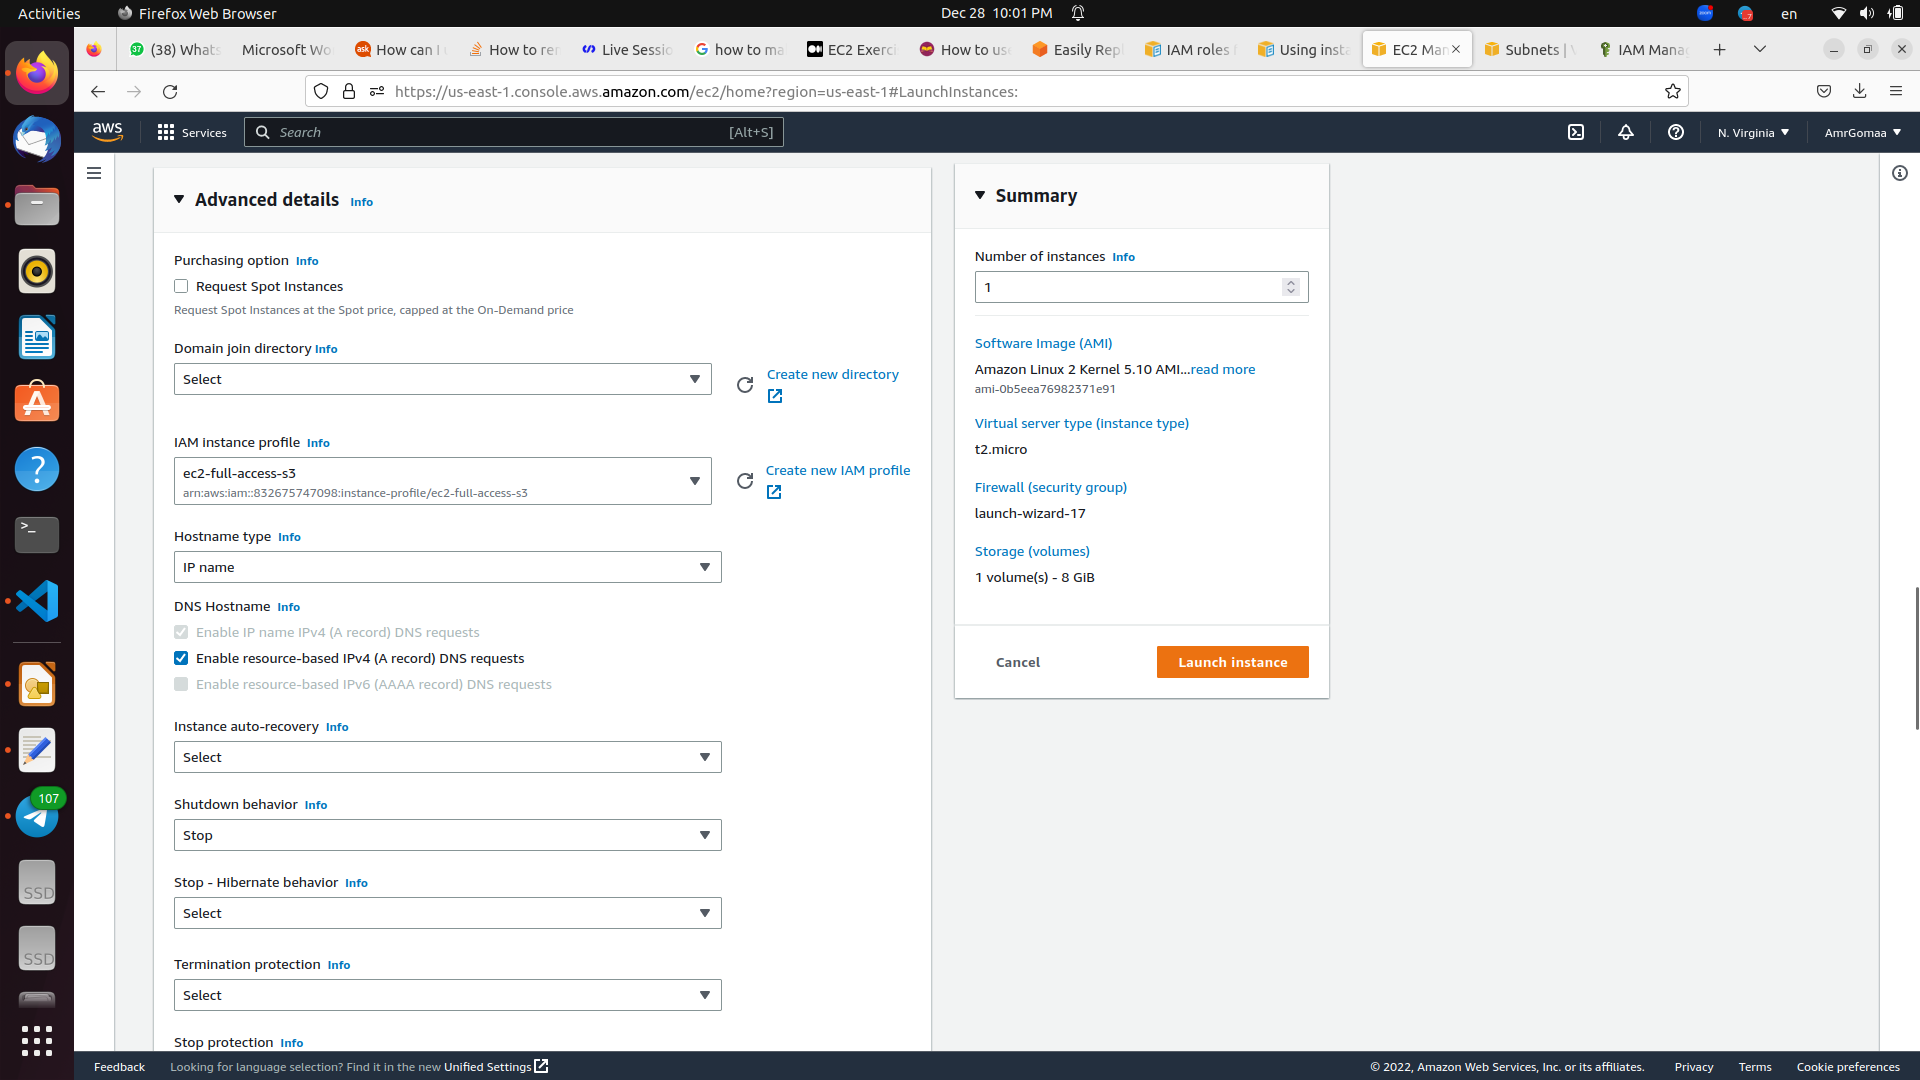 Activities
Firefox Web Browser
Dec 28 10:01 PM
en
37
(38) Whats
Microsoft Wo
ask
How can I
How to re
Live Sessio
how to ma
EC2 Exerci
How to us
Easily Rep
IAM roles f
Using insta
EC2 Man
Subnets |
IAM Manag
https://us-east-1.console.aws.amazon.com/ec2/home?region=us-east-1#LaunchInstances:
aws
Services
Search
[Alt+S]
N. Virginia
AmrGomaa
Advanced details Info
Purchasing option Info
Request Spot Instances
Request Spot Instances at the Spot price, capped at the On-Demand price
Domain join directory Info
Select
Create new directory
IAM instance profile Info
ec2-full-access-s3
arn:aws:iam::832675747098:instance-profile/ec2-full-access-s3
Create new IAM profile
Hostname type Info
IP name
DNS Hostname Info
Enable IP name IPv4 (A record) DNS requests
Enable resource-based IPv4 (A record) DNS requests
Enable resource-based IPv6 (AAAA record) DNS requests
Instance auto-recovery Info
Select
Shutdown behavior Info
Stop
Stop - Hibernate behavior Info
Select
Termination protection Info
Select
Stop protection Info
Summary
Number of instances Info
1
Software Image (AMI)
Amazon Linux 2 Kernel 5.10 AMI...read more
ami-0b5eea76982371e91
Virtual server type (instance type)
t2.micro
Firewall (security group)
launch-wizard-17
Storage (volumes)
1 volume(s) - 8 GiB
Cancel
Launch instance
107
SSD
SSD
Feedback
Looking for language selection? Find it in the new Unified Settings
© 2022, Amazon Web Services, Inc. or its affiliates.
Privacy
Terms
Cookie preferences